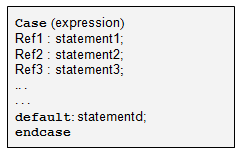 Case (expression)
Ref1 : statement1;
Ref2 : statement2;
Ref3 : statement3;
.. .
. . .
default: statementd;
endcase